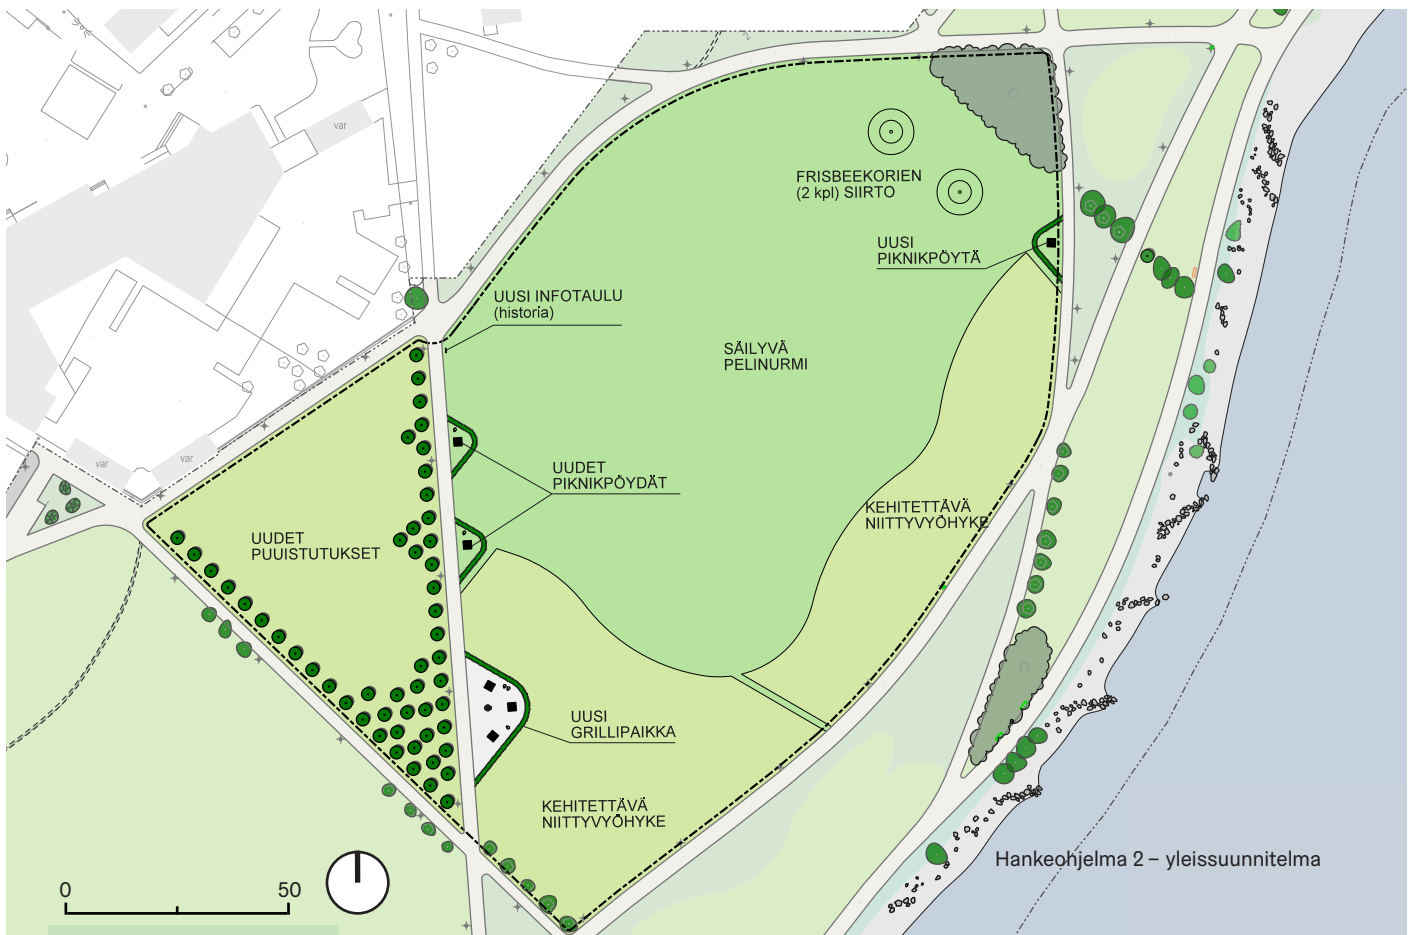 var
FRISBEEKORIEN
(2 kpl) SIIRTO
UUSI
PIKNIKPÖYTÄ
UUSI INFOTAULU
(historia)
SÄILYVÄ
PELINURMI
var
var
UUDET
PIKNIKPÖYDÄT
KEHITETTÄVÄ
NIITTYVYÖHYKE
UUDET
PUUISTUTUKSET
UUSI
GRILLIPAIKKA
KEHITETTÄVÄ
NIITTYVYÖHYKE
Hankeohjelma 2 – yleissuunnitelma
0 50